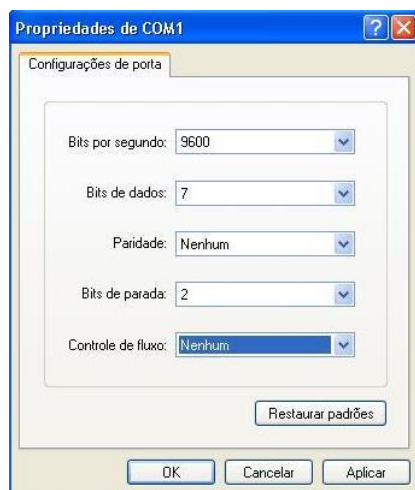 Propriedades de COM1
Configurações de porta
Bits por segundo: 9600
Bits de dados: 7
Paridade: Nenhum
Bits de parada: 2
Controle de fluxo: Nenhum
Restaurar padrões
OK Cancelar Aplicar